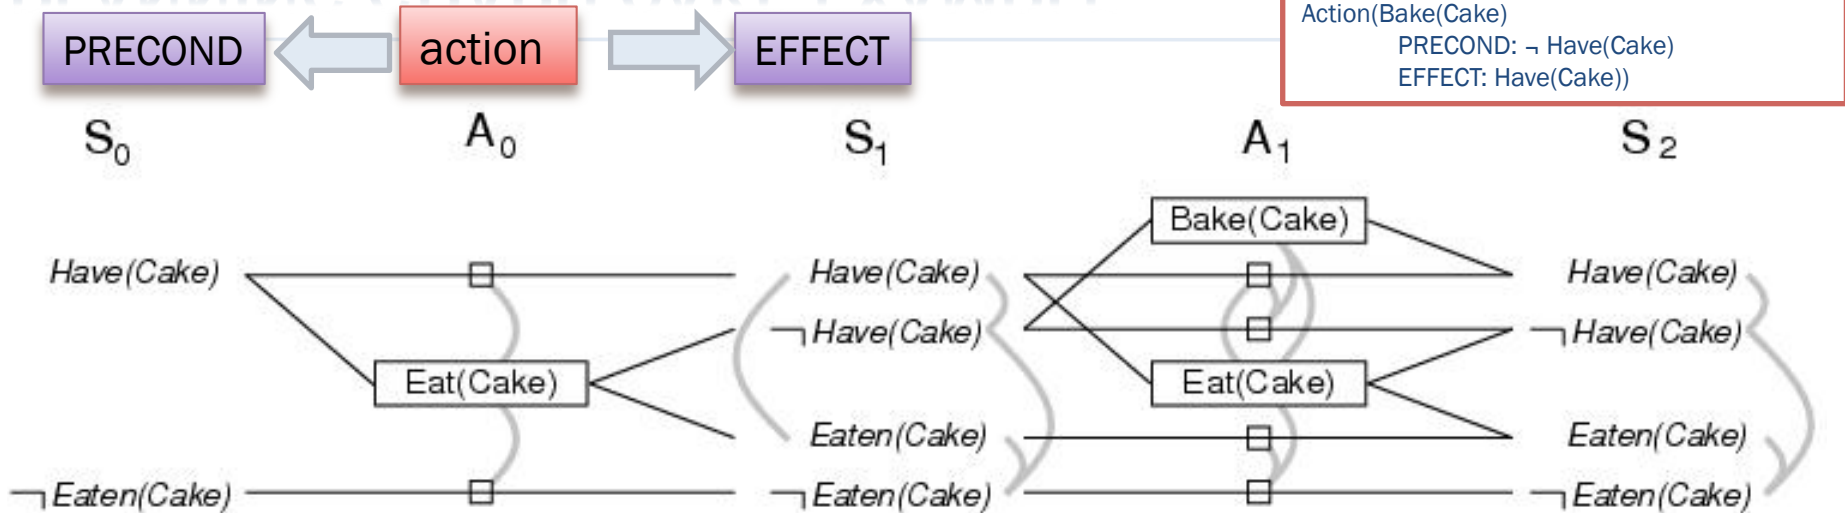 Action(Bake(Cake)
PRECOND: ¬ Have(Cake)
EFFECT: Have(Cake))
PRECOND action EFFECT
S0 A0 S1 A1 S2
Bake(Cake)
Have(Cake) Have(Cake) Have(Cake)
¬Have(Cake) ¬Have(Cake)
Eat(Cake) Eat(Cake)
Eaten(Cake) Eaten(Cake)
¬Eaten(Cake) ¬Eaten(Cake) ¬Eaten(Cake)